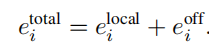 e_i^total = e_i^local + e_i^off.